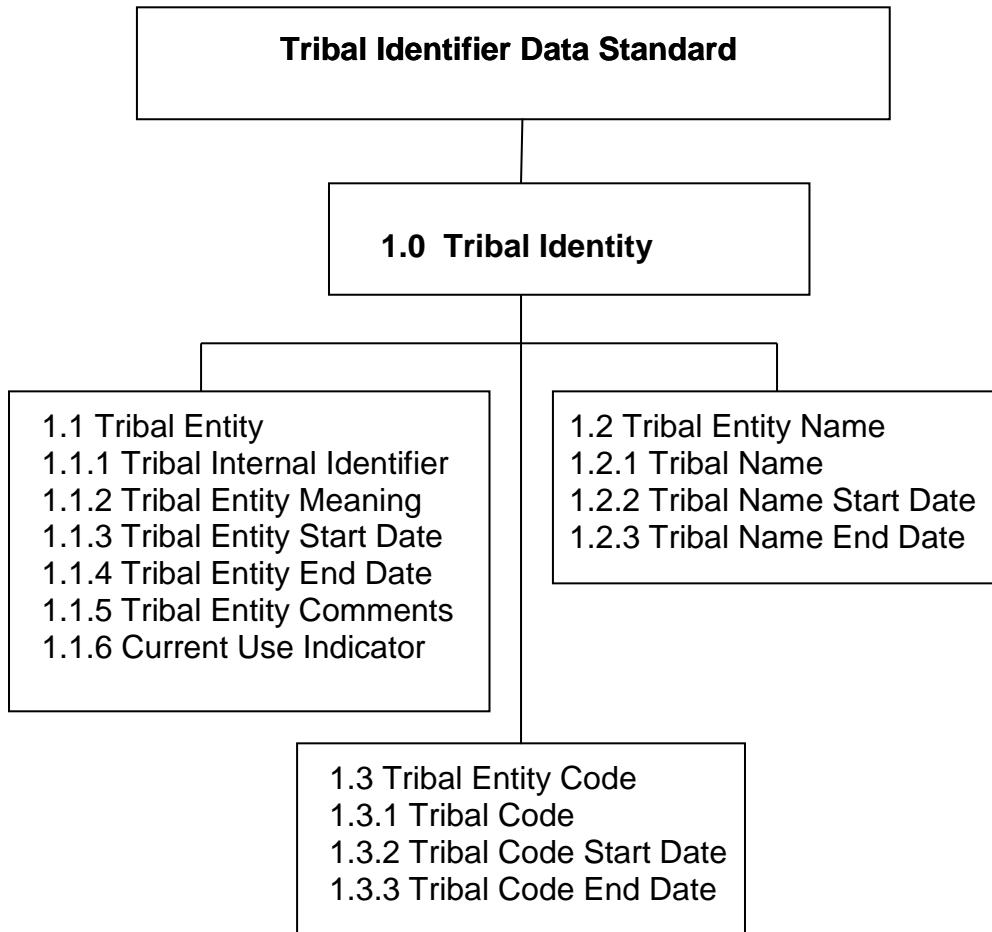 Tribal Identifier Data Standard
1.0 Tribal Identity
1.1 Tribal Entity
1.1.1 Tribal Internal Identifier
1.1.2 Tribal Entity Meaning
1.1.3 Tribal Entity Start Date
1.1.4 Tribal Entity End Date
1.1.5 Tribal Entity Comments
1.1.6 Current Use Indicator
1.2 Tribal Entity Name
1.2.1 Tribal Name
1.2.2 Tribal Name Start Date
1.2.3 Tribal Name End Date
1.3 Tribal Entity Code
1.3.1 Tribal Code
1.3.2 Tribal Code Start Date
1.3.3 Tribal Code End Date